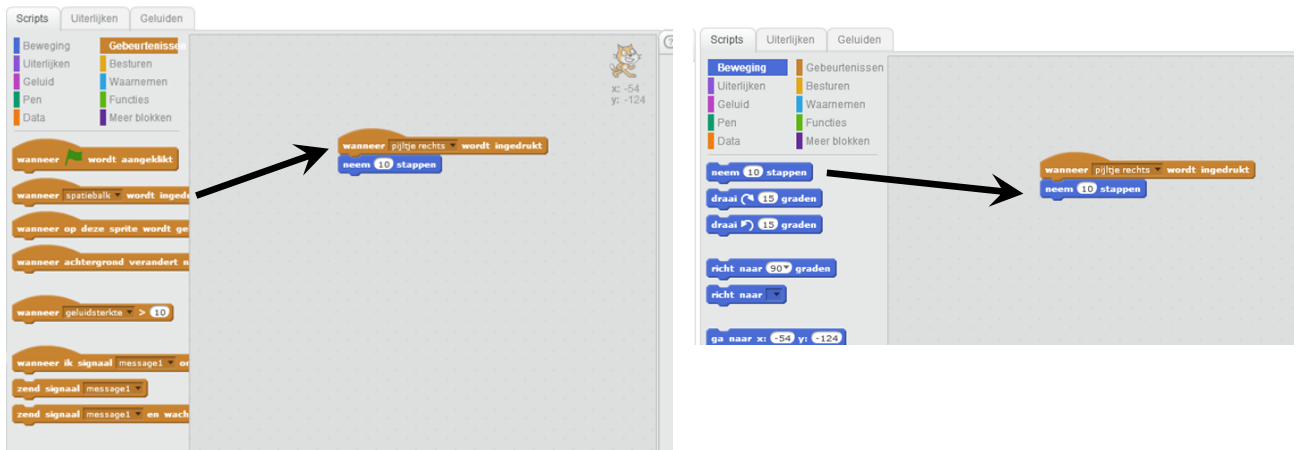 Scripts Uiterlijken Geluiden
Beweging Gebeurtenissen
Uiterlijken Besturen
Geluid Waarnemen
Pen Functies
Data Meer blokken
wanneer wordt aangeklikt
wanneer spatiebalk wordt inged
wanneer op deze sprite wordt ge
wanneer achtergrond verandert n
wanneer geluidsterkte > 10
wanneer ik signaal message1 on
zend signaal message1
zend signaal message1 en wach
x: -54
y: -124
wanneer pijltje rechts wordt ingedrukt
neem 10 stappen
Scripts Uiterlijken Geluiden
Beweging Gebeurtenissen
Uiterlijken Besturen
Geluid Waarnemen
Pen Functies
Data Meer blokken
neem 10 stappen
draai 15 graden
draai 15 graden
richt naar 90 graden
richt naar
ga naar x: -54 y: -124
wanneer pijltje rechts wordt ingedrukt
neem 10 stappen